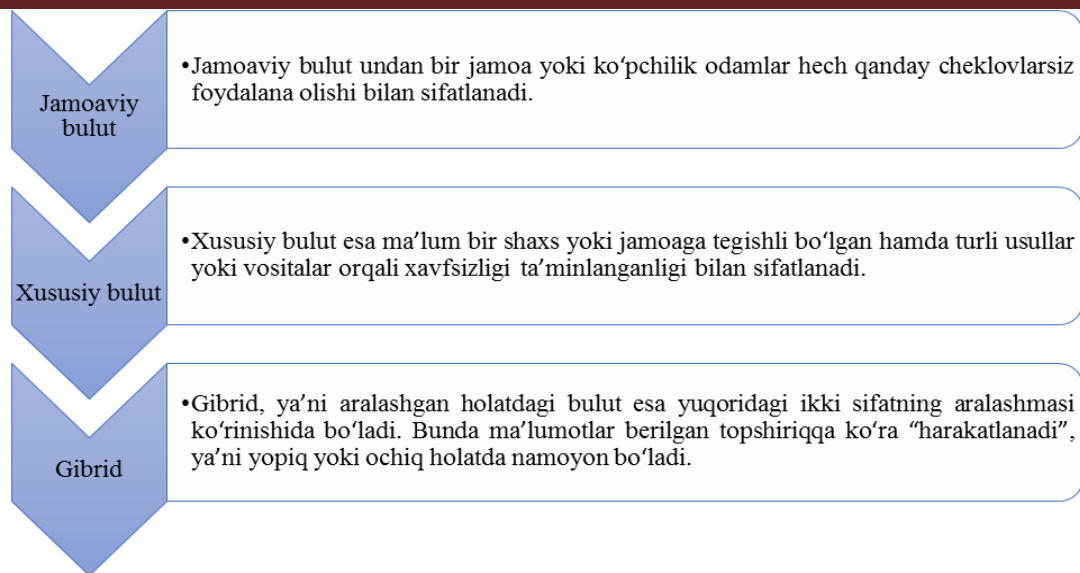 Jamoaviy
bulut
•Jamoaviy bulut undan bir jamoa yoki koʻpchilik odamlar hech qanday cheklovlarsiz
foydalana olishi bilan sifatlanadi.
Xususiy bulut
•Xususiy bulut esa maʼlum bir shaxs yoki jamoaga tegishli boʻlgan hamda turli usullar
yoki vositalar orqali xavfsizligi taʼminlanganligi bilan sifatlanadi.
Gibrid
•Gibrid, yaʼni aralashgan holatdagi bulut esa yuqoridagi ikki sifatning aralashmasi
koʻrinishida boʻladi. Bunda maʼlumotlar berilgan topshiriqqa koʻra “harakatlanadi”,
yaʼni yopiq yoki ochiq holatda namoyon boʻladi.